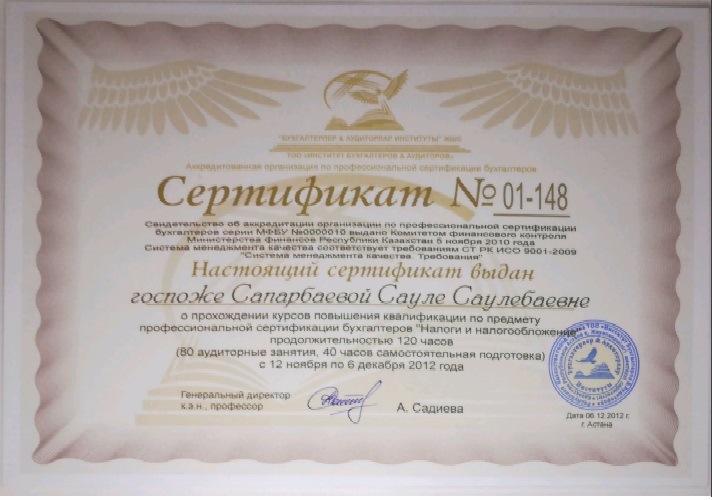 "БУХГАЛТЕРЛЕР & АУДИТОРЛАР ИНСТИТУТЫ" ЖШС
ТОО «ИНСТИТУТ БУХГАЛТЕРОВ & АУДИТОРОВ»
Аккредитованная организация по профессиональной сертификации бухгалтеров
Сертификат № 01-148
Свидетельство об аккредитации организации по профессиональной сертификации
бухгалтеров серии МФБУ №0000010 выдано Комитетом финансового контроля
Министерства финансов Республики Казахстан 5 ноября 2010 года
Система менеджмента качества соответствует требованиям СТ РК ИСО 9001-2009
"Система менеджмента качества. Требования"
Настоящий сертификат выдан
госпоже Сапарбаевой Сауле Саулебаевне
о прохождении курсов повышения квалификации по предмету
профессиональной сертификации бухгалтеров "Налоги и налогообложение"
продолжительностью 120 часов
(80 аудиторные занятия, 40 часов самостоятельная подготовка)
с 12 ноября по 6 декабря 2012 года
Генеральный директор
к.э.н., профессор
А. Садиева
Дата 06.12.2012 г.
г. Астана